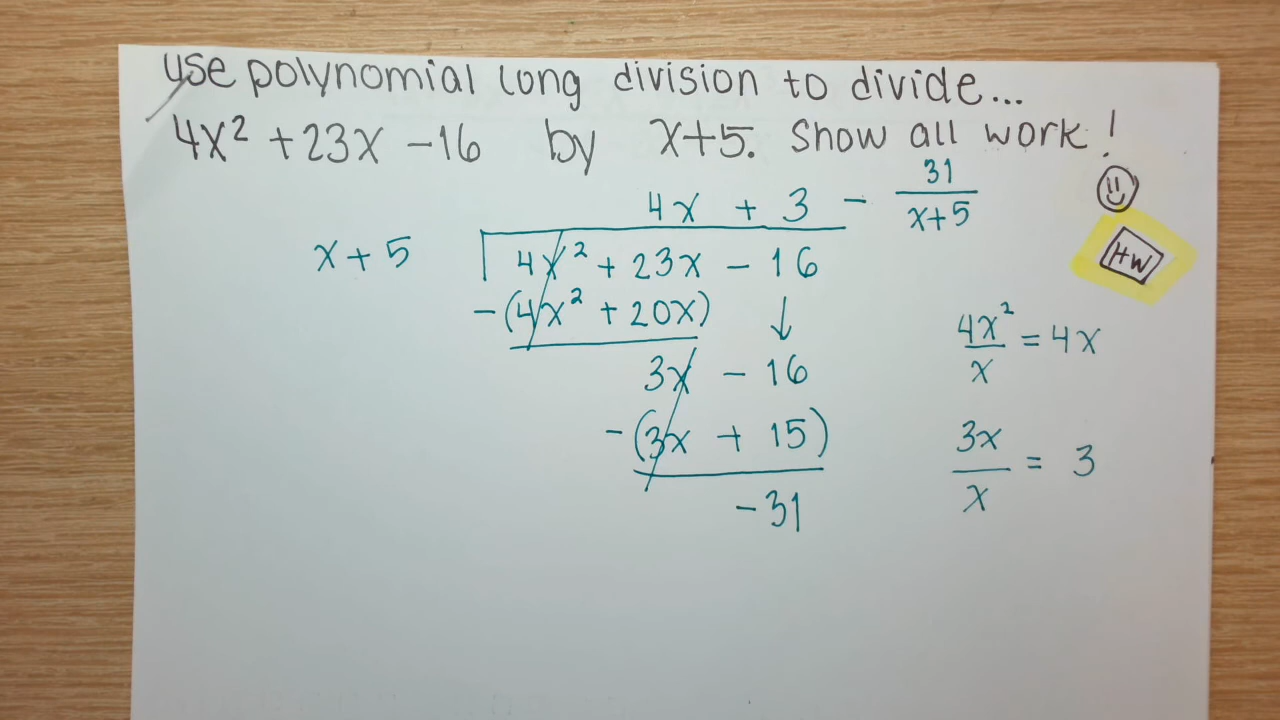 use polynomial long division to divide...
4x² + 23x - 16 by x+5. Show all work!
4x + 3 - 31/(x+5)
HW
x + 5 4x² + 23x - 16
-(4x² + 20x) ↓
4x²/x = 4x
3x - 16
-(3x + 15)
3x/x = 3
-31